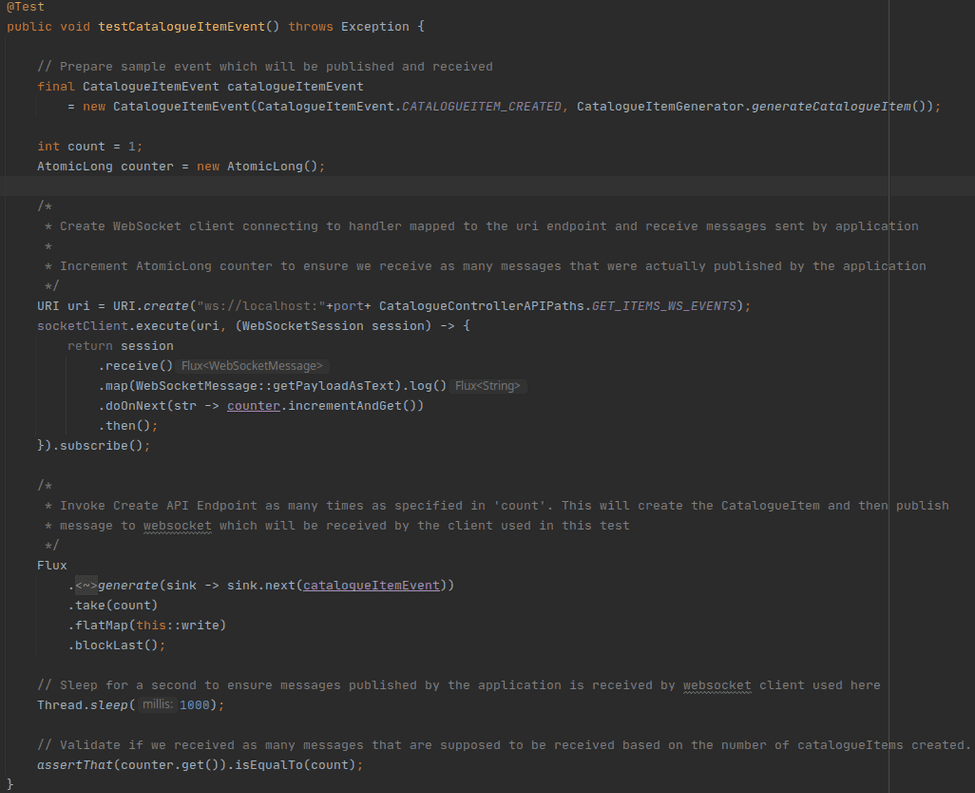 @Test
public void testCatalogueItemEvent() throws Exception {
// Prepare sample event which will be published and received
final CatalogueItemEvent catalogueItemEvent
= new CatalogueItemEvent(CatalogueItemEvent.CATALOGUEITEM_CREATED, CatalogueItemGenerator.generateCatalogueItem());
int count = 1;
AtomicLong counter = new AtomicLong();
/*
* Create WebSocket client connecting to handler mapped to the uri endpoint and receive messages sent by application
*
* Increment AtomicLong counter to ensure we receive as many messages that were actually published by the application
*/
URI uri = URI.create("ws://localhost:"+port+ CatalogueControllerAPIPaths.GET_ITEMS_WS_EVENTS);
socketClient.execute(uri, (WebSocketSession session) -> {
return session
.receive() Flux<WebSocketMessage>
.map(WebSocketMessage::getPayloadAsText).log() Flux<String>
.doOnNext(str -> counter.incrementAndGet())
.then();
}).subscribe();
/*
* Invoke Create API Endpoint as many times as specified in 'count'. This will create the CatalogueItem and then publish
* message to websocket which will be received by the client used in this test
*/
Flux
.<~>generate(sink -> sink.next(catalogueItemEvent))
.take(count)
.flatMap(this::write)
.blockLast();
// Sleep for a second to ensure messages published by the application is received by websocket client used here
Thread.sleep( millis: 1000);
// Validate if we received as many messages that are supposed to be received based on the number of catalogueItems created.
assertThat(counter.get()).isEqualTo(count);
}